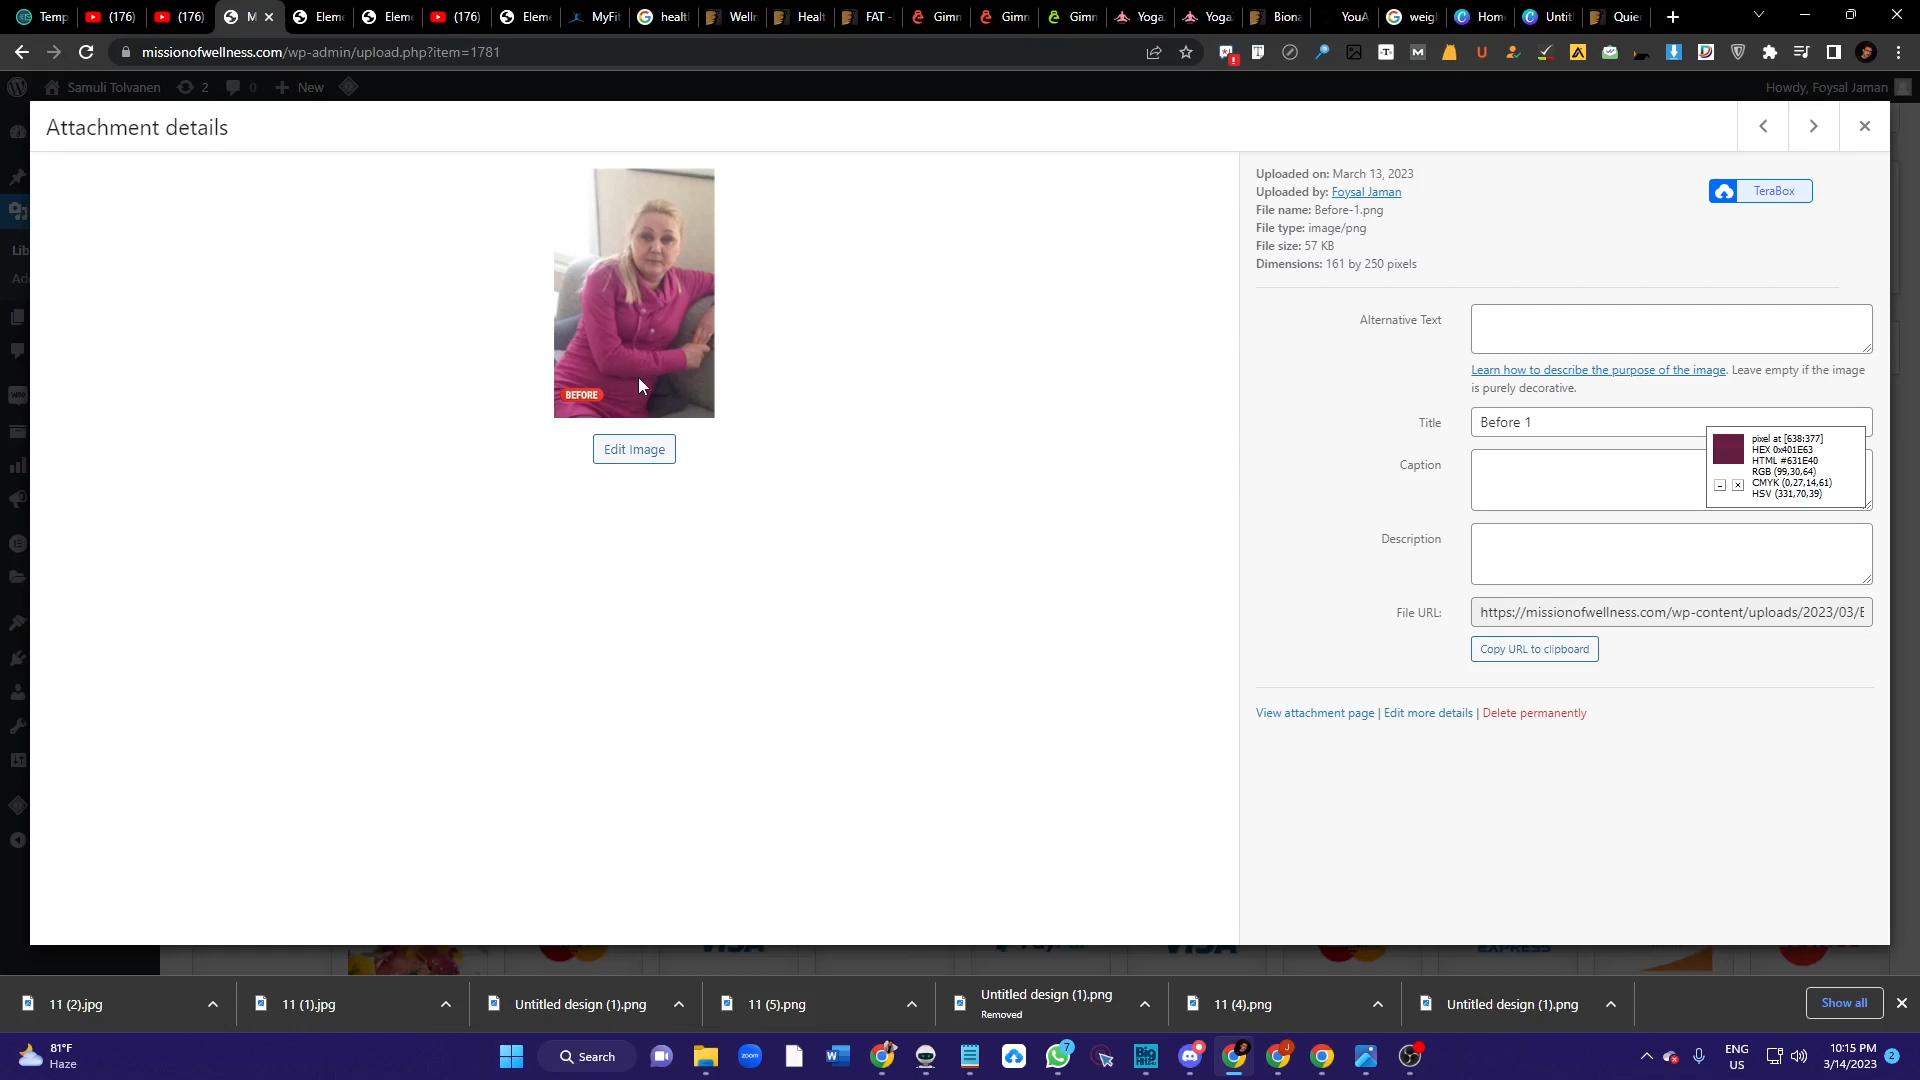 Temp
(176)
(176)
M
Eleme
Eleme
(176)
Eleme
MyFit
healt
Welln
Healt
FAT -
Gimn
Gimn
Gimn
Yoga
Yoga
Biona
YouA
weig
Hom
Untit
Quie
missionofwellness.com/wp-admin/upload.php?item=1781
Samuli Tolvanen
2
0
New
Howdy, Foysal Jaman
Attachment details
Uploaded on: March 13, 2023
Uploaded by: Foysal Jaman
File name: Before-1.png
File type: image/png
File size: 57 KB
Dimensions: 161 by 250 pixels
TeraBox
BEFORE
Edit Image
Alternative Text
Learn how to describe the purpose of the image. Leave empty if the image
is purely decorative.
Title
Before 1
pixel at [638:377]
HEX 0x401E63
HTML #631E40
RGB (99,30,64)
CMYK (0,27,14,61)
HSV (331,70,39)
Caption
Description
File URL:
https://missionofwellness.com/wp-content/uploads/2023/03/B
Copy URL to clipboard
View attachment page | Edit more details | Delete permanently
Lib
Ad
11 (2).jpg
11 (1).jpg
Untitled design (1).png
11 (5).png
Untitled design (1).png
Removed
11 (4).png
Untitled design (1).png
Show all
81°F
Haze
Search
zoom
7
ENG
US
10:15 PM
3/14/2023
2